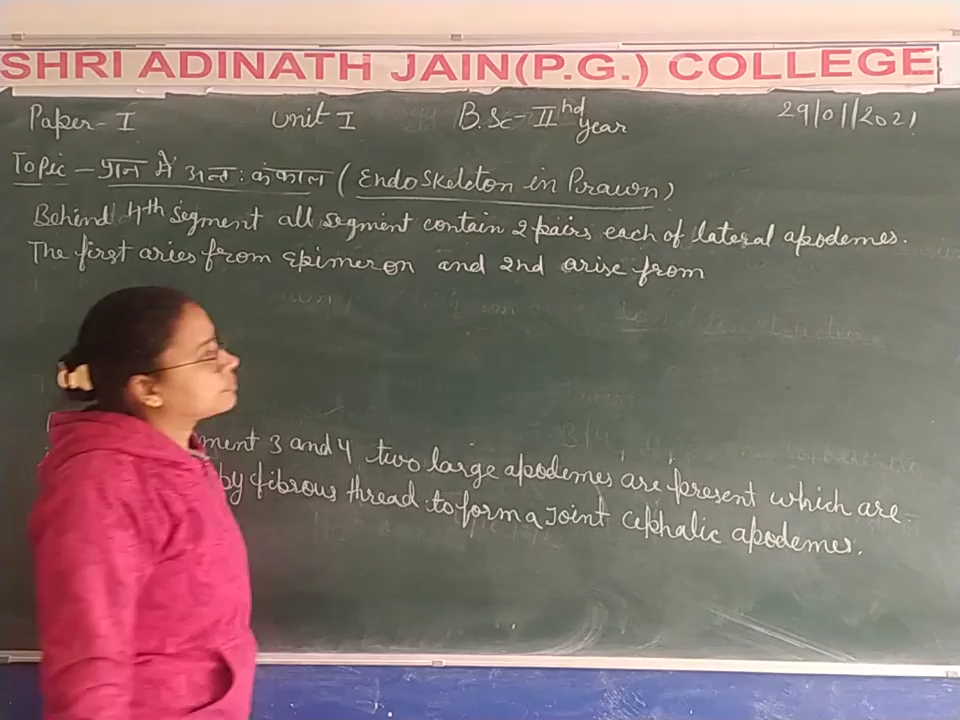 SHRI ADINATH JAIN(P.G.) COLLEGE
Paper-I Unit I B.Sc-IInd year 29/01/2021
Topic - प्रान में अन्त: कंकाल (Endoskeleton in Prawn)
Behind 4th segment all segment contain 2 pairs each of lateral apodemes.
The first aries from epimeron and 2nd arise from
ment 3 and 4 two large apodemes are present which are
by fibrous thread to form a Joint cephalic apodemes.